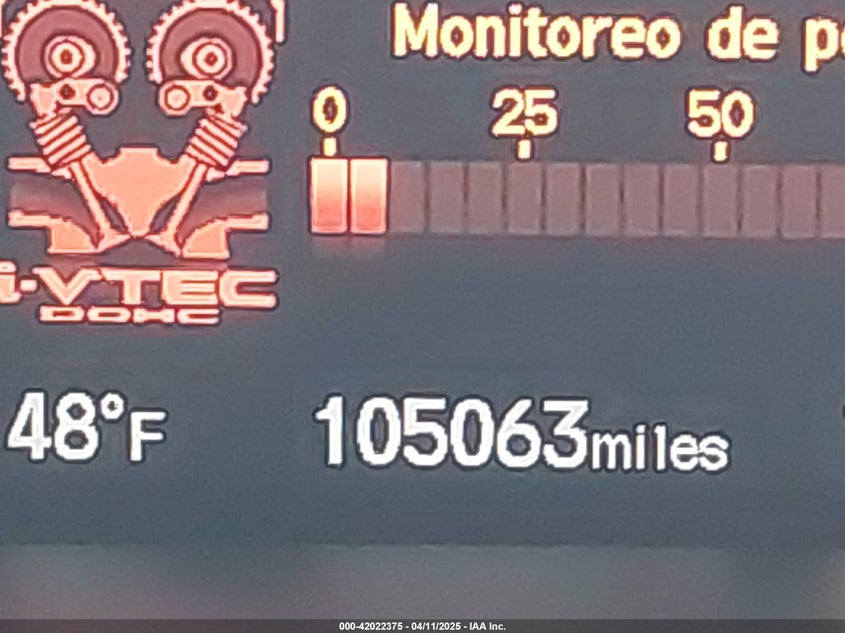 Monitoreo de
0 25 50
i-VTEC
DOHC
48°F 105063miles
000-42022375 - 04/11/2025 - IAA Inc.